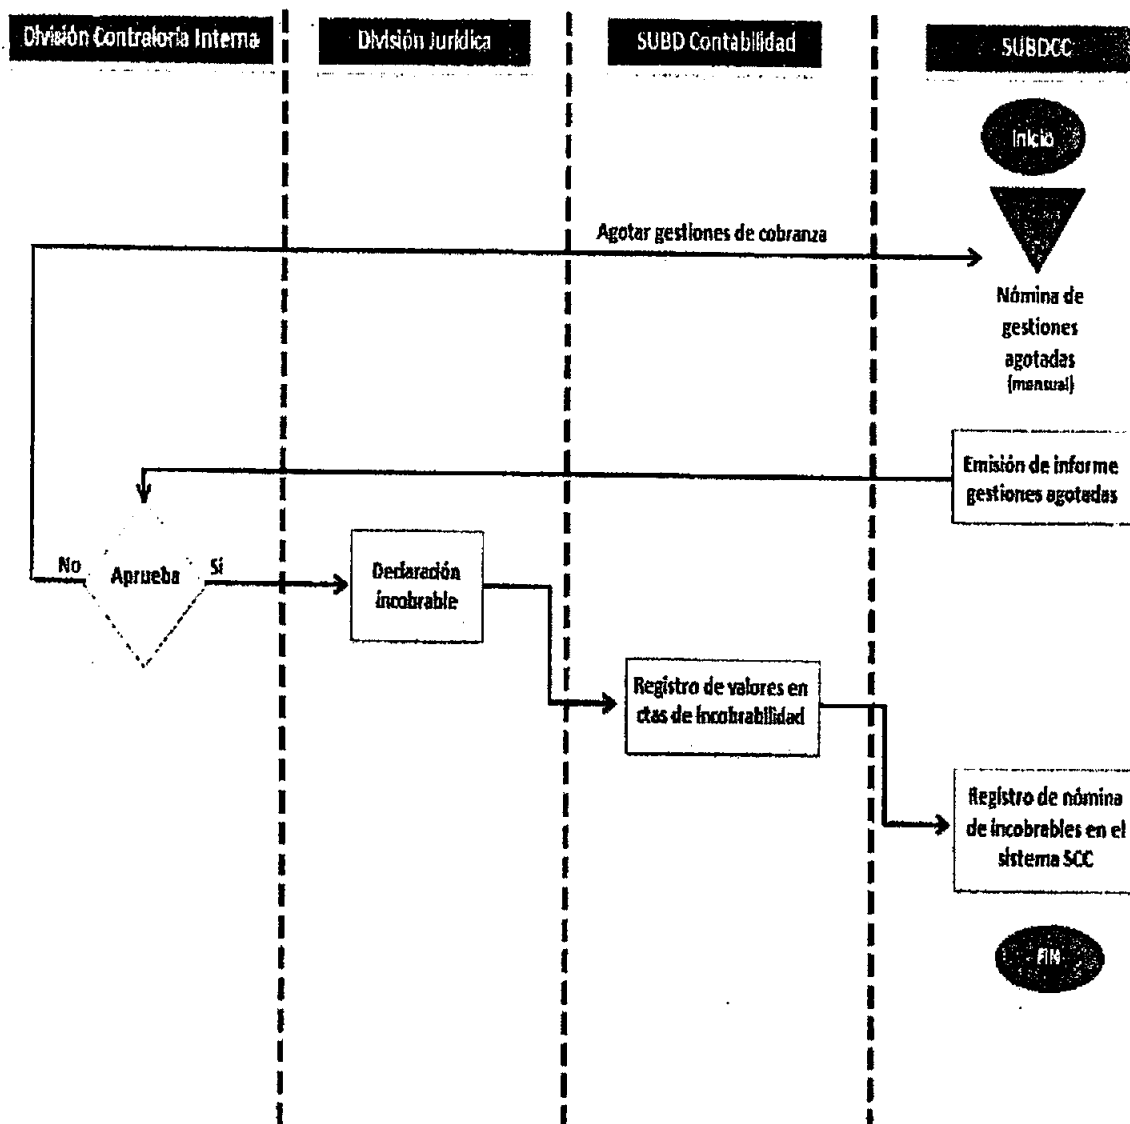 División Contraloría Interna
División Jurídica
SUBD Contabilidad
SUBDCC
Inicio
Agotar gestiones de cobranza
Nómina de
gestiones
agotadas
(mensual)
Emisión de informe
gestiones agotadas
No
Aprueba
Sí
Declaración
incobrable
Registro de valores en
ctas de incobrabilidad
Registro de nómina
de incobrables en el
sistema SCC
FIN